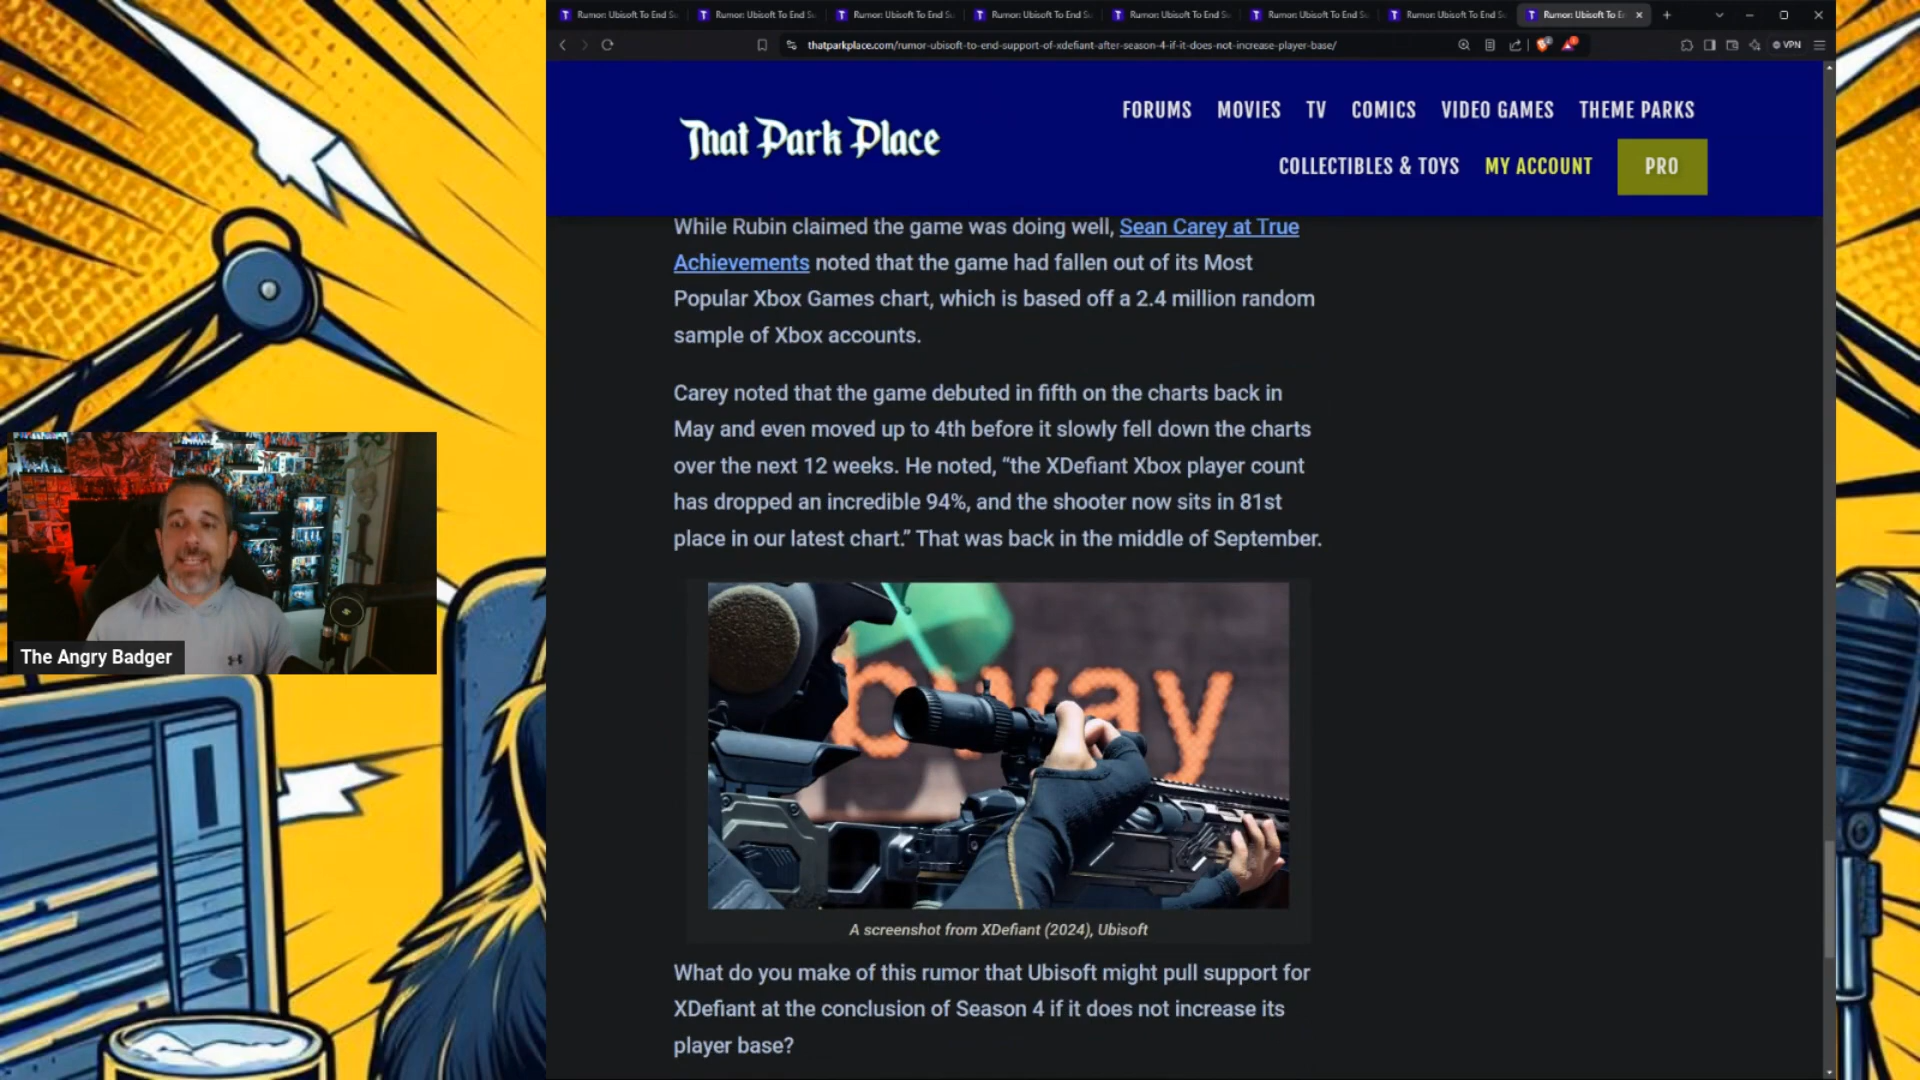 Rumor: Ubisoft To End Su
Rumor: Ubisoft To End Su
Rumor: Ubisoft To End Su
Rumor: Ubisoft To End Su
Rumor: Ubisoft To End Su
Rumor: Ubisoft To End Su
Rumor: Ubisoft To End Su
Rumor: Ubisoft To E
thatparkplace.com/rumor-ubisoft-to-end-support-of-xdefiant-after-season-4-if-it-does-not-increase-player-base/
VPN
That Park Place
FORUMS MOVIES TV COMICS VIDEO GAMES THEME PARKS
COLLECTIBLES & TOYS MY ACCOUNT PRO
While Rubin claimed the game was doing well, Sean Carey at True
Achievements noted that the game had fallen out of its Most
Popular Xbox Games chart, which is based off a 2.4 million random
sample of Xbox accounts.
Carey noted that the game debuted in fifth on the charts back in
May and even moved up to 4th before it slowly fell down the charts
over the next 12 weeks. He noted, “the XDefiant Xbox player count
has dropped an incredible 94%, and the shooter now sits in 81st
place in our latest chart.” That was back in the middle of September.
bway
A screenshot from XDefiant (2024), Ubisoft
What do you make of this rumor that Ubisoft might pull support for
XDefiant at the conclusion of Season 4 if it does not increase its
player base?
The Angry Badger